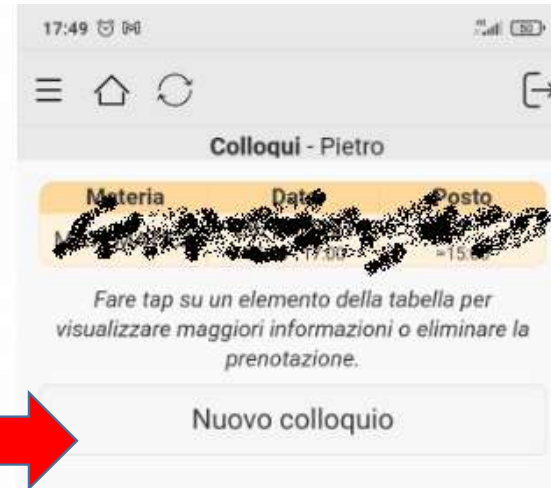 17:49
50
Colloqui - Pietro
Materia Data Posto
Fare tap su un elemento della tabella per
visualizzare maggiori informazioni o eliminare la
prenotazione.
Nuovo colloquio